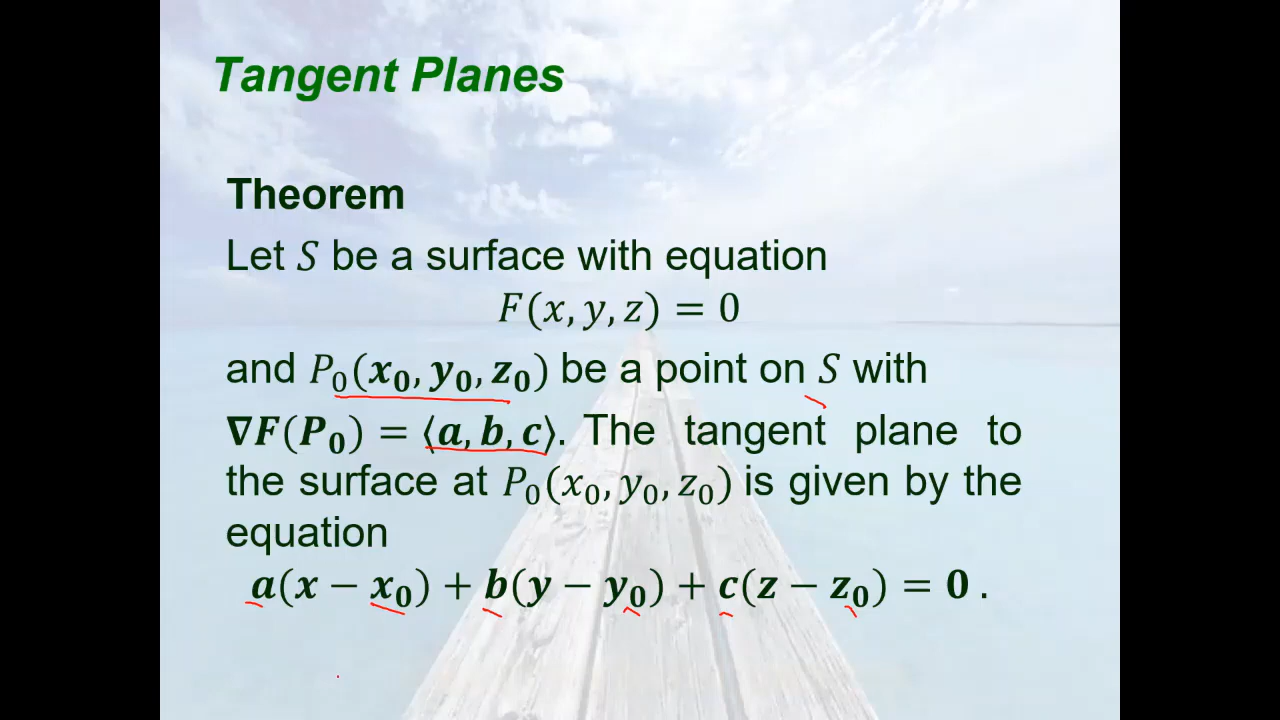 Tangent Planes
Theorem
Let S be a surface with equation
F(x, y, z) = 0
and P₀(x₀, y₀, z₀) be a point on S with
∇F(P₀) = ⟨a, b, c⟩. The tangent plane to
the surface at P₀(x₀, y₀, z₀) is given by the
equation
a(x − x₀) + b(y − y₀) + c(z − z₀) = 0 .